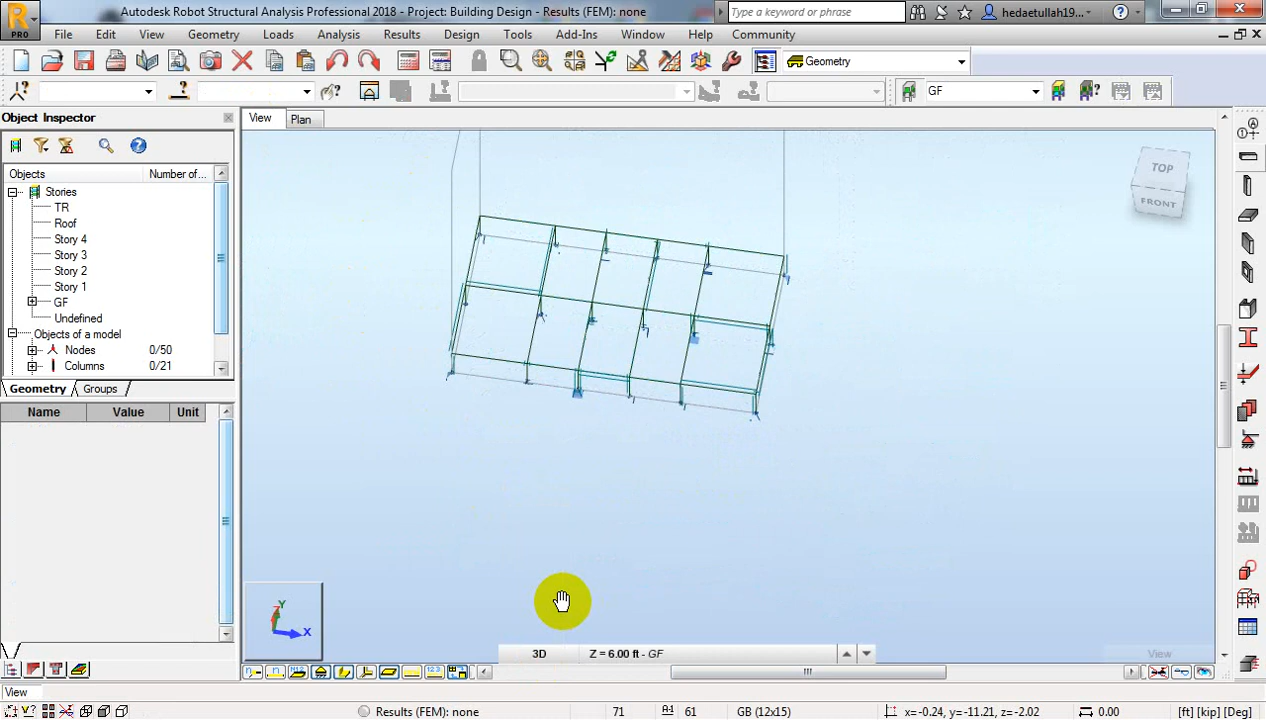 Autodesk Robot Structural Analysis Professional 2018 - Project: Building Design - Results (FEM): none
Type a keyword or phrase
hedaetullah19...
PRO
File Edit View Geometry Loads Analysis Results Design Tools Add-Ins Window Help Community
Geometry
GF
Object Inspector
View Plan
Objects Number of...
Stories
TR
Roof
Story 4
Story 3
Story 2
Story 1
GF
Undefined
Objects of a model
Nodes 0/50
Columns 0/21
Geometry Groups
Name Value Unit
TOP
FRONT
Z Y
X
3D Z = 6.00 ft - GF
View
View
Results (FEM): none 71 61 GB (12x15) x=-0.24, y=-11.21, z=-2.02 0.00 [ft] [kip] [Deg]